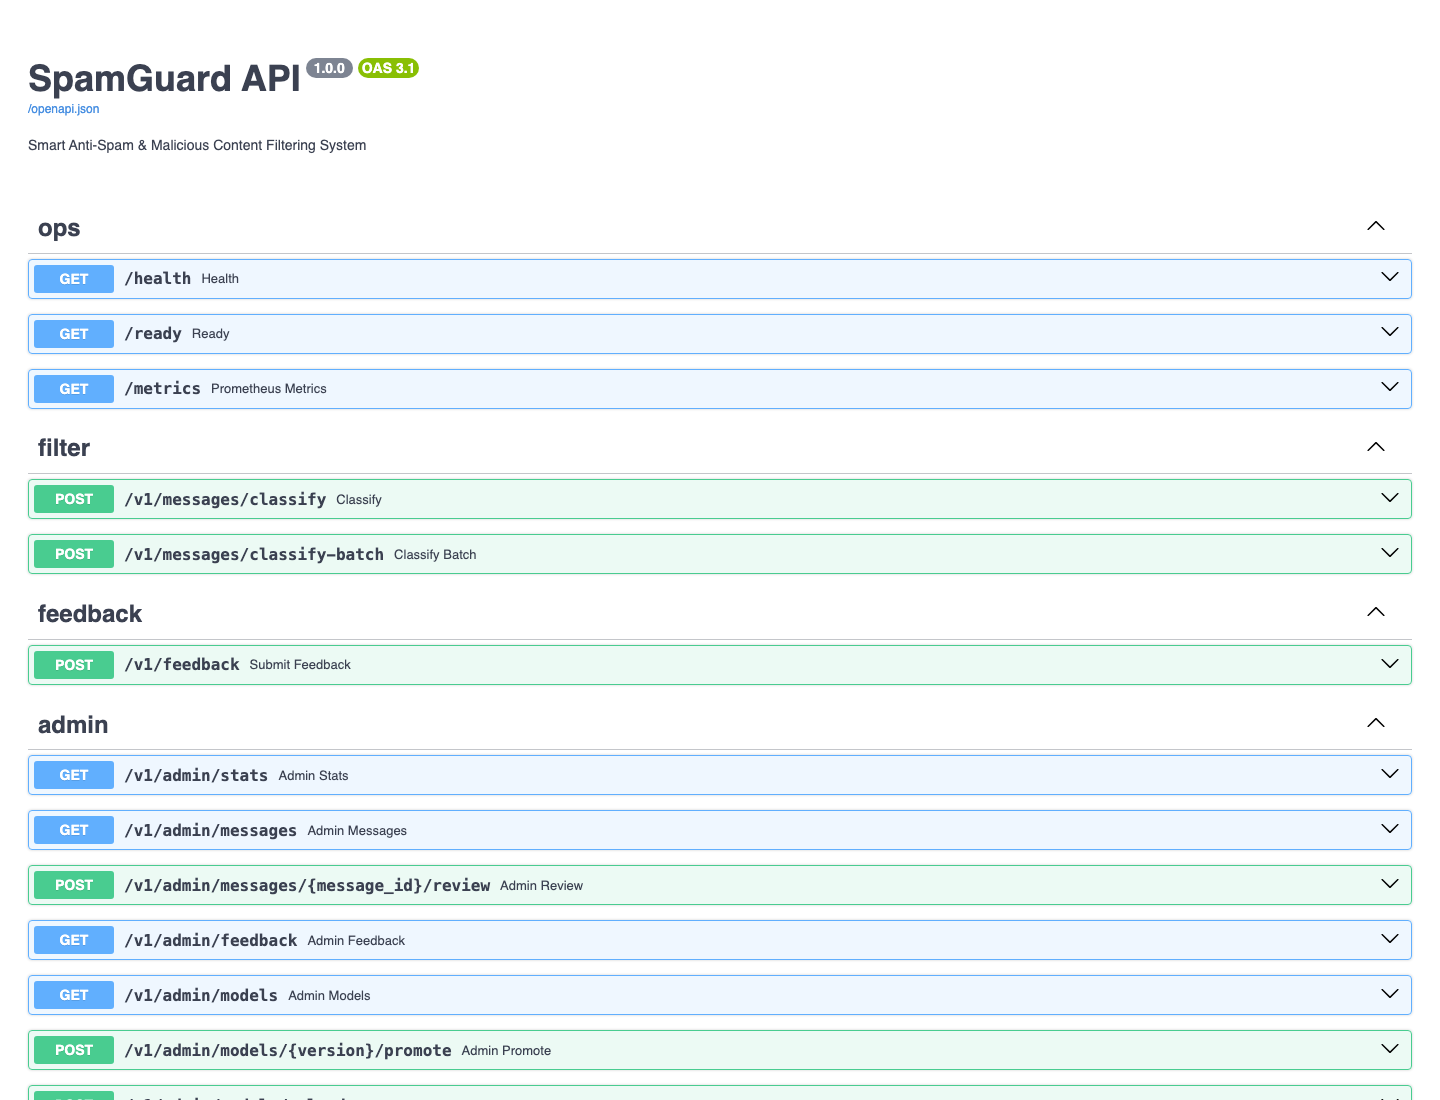 SpamGuard API 1.0.0 OAS 3.1
/openapi.json
Smart Anti-Spam & Malicious Content Filtering System
ops
GET /health Health
GET /ready Ready
GET /metrics Prometheus Metrics
filter
POST /v1/messages/classify Classify
POST /v1/messages/classify-batch Classify Batch
feedback
POST /v1/feedback Submit Feedback
admin
GET /v1/admin/stats Admin Stats
GET /v1/admin/messages Admin Messages
POST /v1/admin/messages/{message_id}/review Admin Review
GET /v1/admin/feedback Admin Feedback
GET /v1/admin/models Admin Models
POST /v1/admin/models/{version}/promote Admin Promote